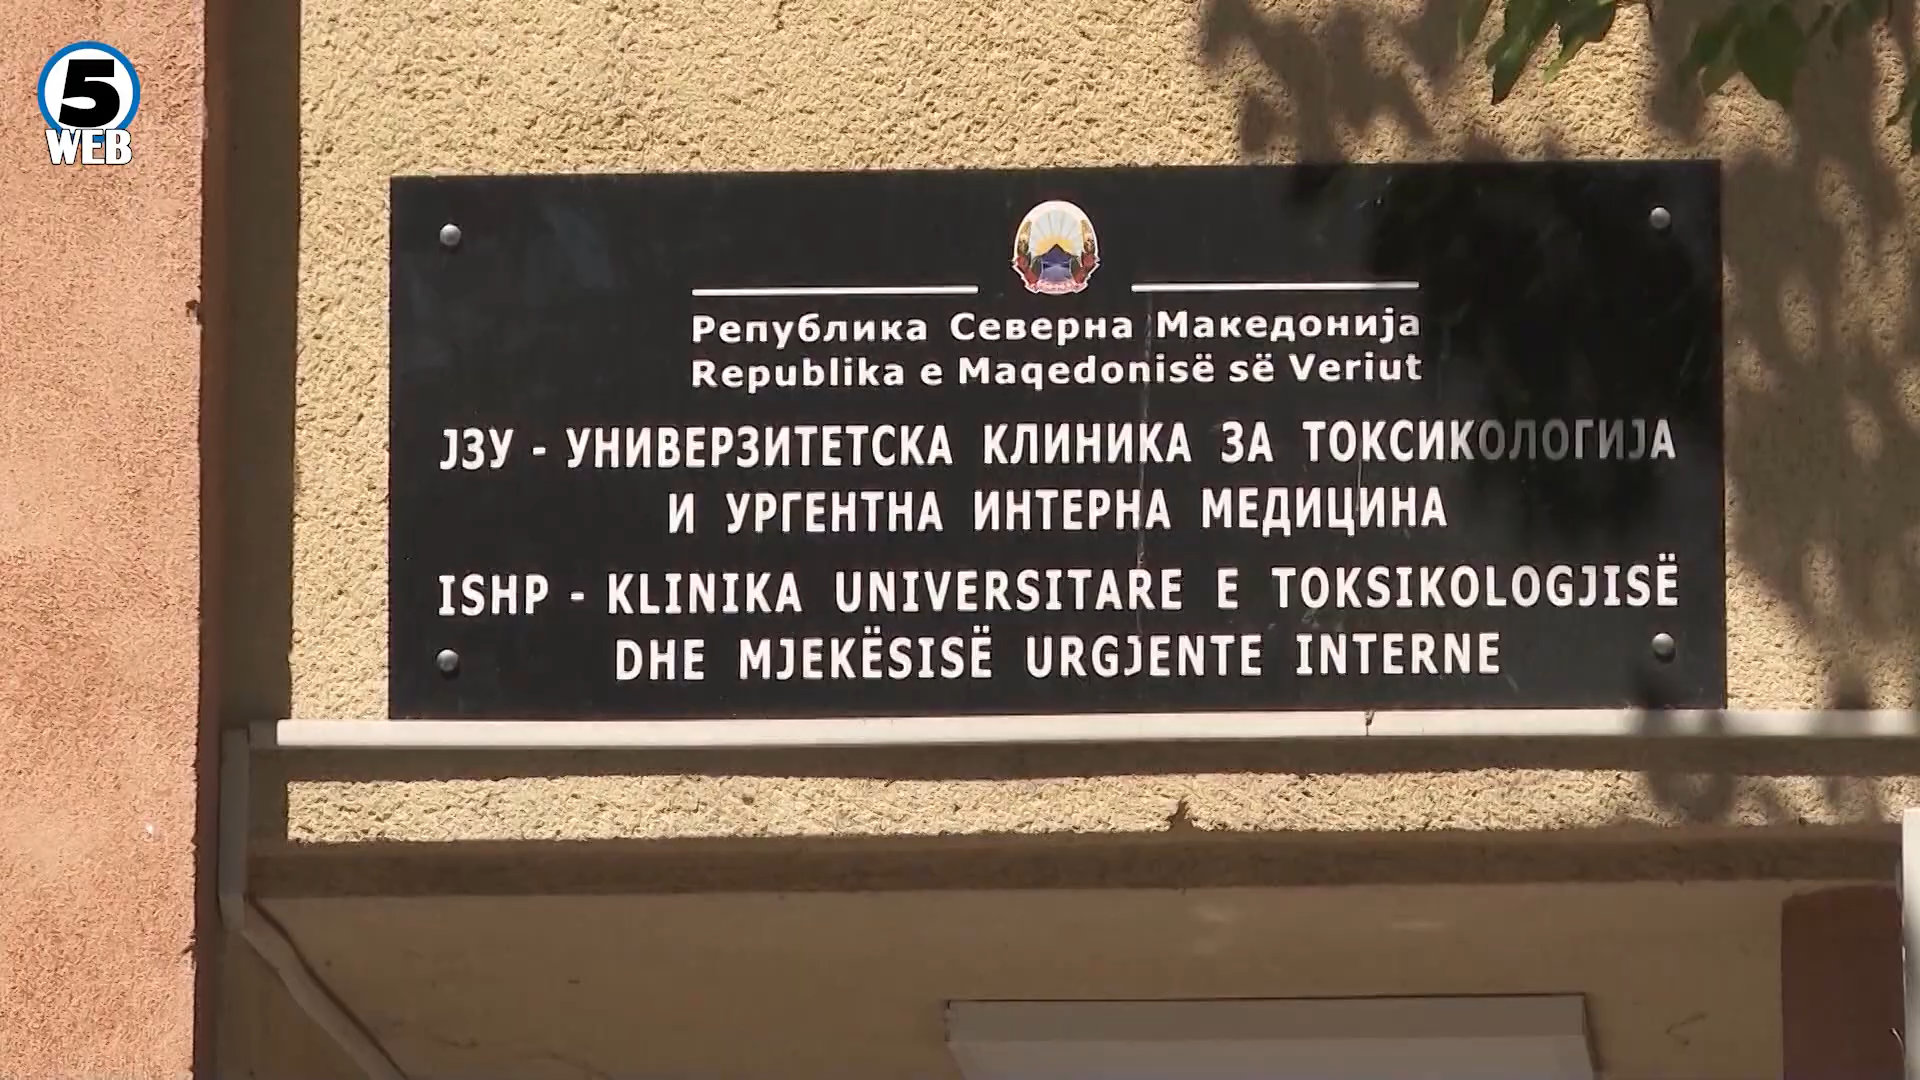 5
WEB
Република Северна Македонија
Republika e Maqedonisë së Veriut
ЈЗУ - УНИВЕРЗИТЕТСКА КЛИНИКА ЗА ТОКСИКОЛОГИЈА
И УРГЕНТНА ИНТЕРНА МЕДИЦИНА
ISHP - KLINIKA UNIVERSITARE E TOKSIKOLOGJISË
DHE MJEKËSISË URGJENTE INTERNE